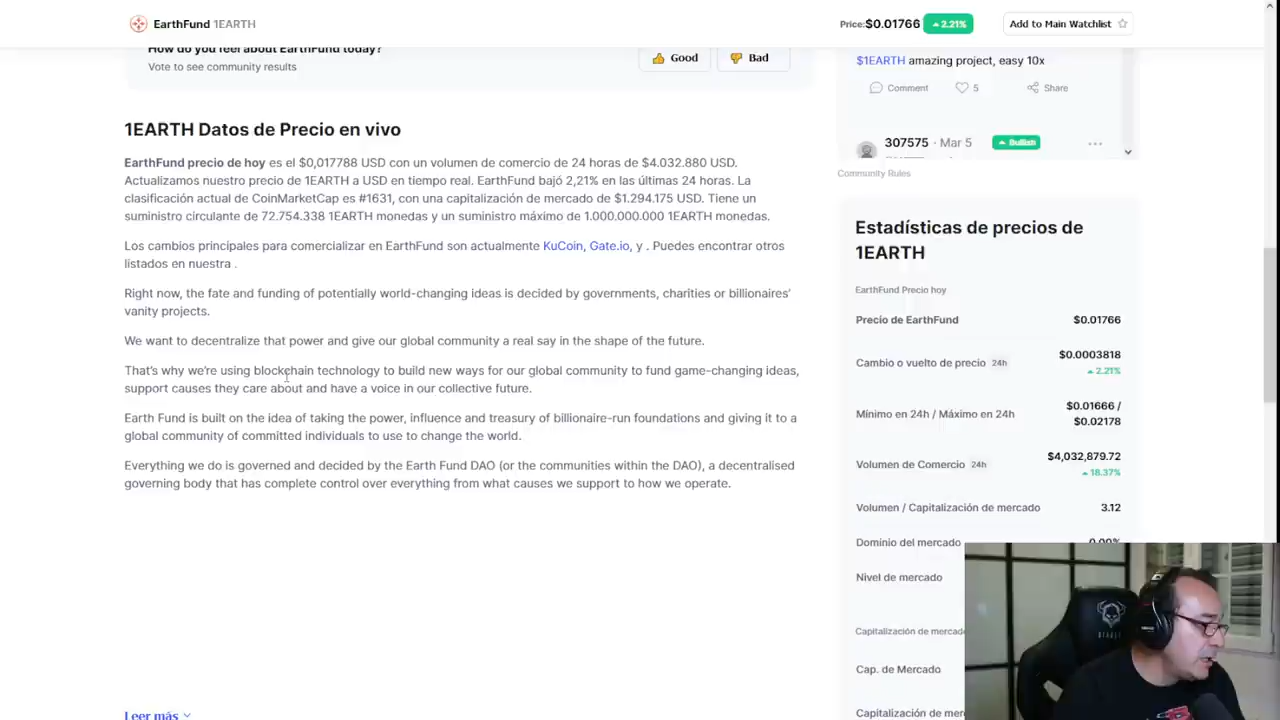 EarthFund 1EARTH
Price:$0.01766 2.21%
Add to Main Watchlist
How do you feel about EarthFund today?
Vote to see community results
Good
Bad
$1EARTH amazing project, easy 10x
Comment 5 Share
307575 · Mar 5 Bullish
Community Rules
1EARTH Datos de Precio en vivo
EarthFund precio de hoy es el $0,017788 USD con un volumen de comercio de 24 horas de $4.032.880 USD.
Actualizamos nuestro precio de 1EARTH a USD en tiempo real. EarthFund bajó 2,21% en las últimas 24 horas. La
clasificación actual de CoinMarketCap es #1631, con una capitalización de mercado de $1.294.175 USD. Tiene un
suministro circulante de 72.754.338 1EARTH monedas y un suministro máximo de 1.000.000.000 1EARTH monedas.
Los cambios principales para comercializar en EarthFund son actualmente KuCoin, Gate.io, y . Puedes encontrar otros
listados en nuestra .
Right now, the fate and funding of potentially world-changing ideas is decided by governments, charities or billionaires'
vanity projects.
We want to decentralize that power and give our global community a real say in the shape of the future.
That's why we're using blockchain technology to build new ways for our global community to fund game-changing ideas,
support causes they care about and have a voice in our collective future.
Earth Fund is built on the idea of taking the power, influence and treasury of billionaire-run foundations and giving it to a
global community of committed individuals to use to change the world.
Everything we do is governed and decided by the Earth Fund DAO (or the communities within the DAO), a decentralised
governing body that has complete control over everything from what causes we support to how we operate.
Leer más
Estadísticas de precios de
1EARTH
EarthFund Precio hoy
Precio de EarthFund $0.01766
Cambio o vuelto de precio 24h $0.0003818
2.21%
Mínimo en 24h / Máximo en 24h $0.01666 /
$0.02178
Volumen de Comercio 24h $4,032,879.72
18.37%
Volumen / Capitalización de mercado 3.12
Dominio del mercado 0.00%
Nivel de mercado
Capitalización de mercado
Cap. de Mercado
Capitalización de mer